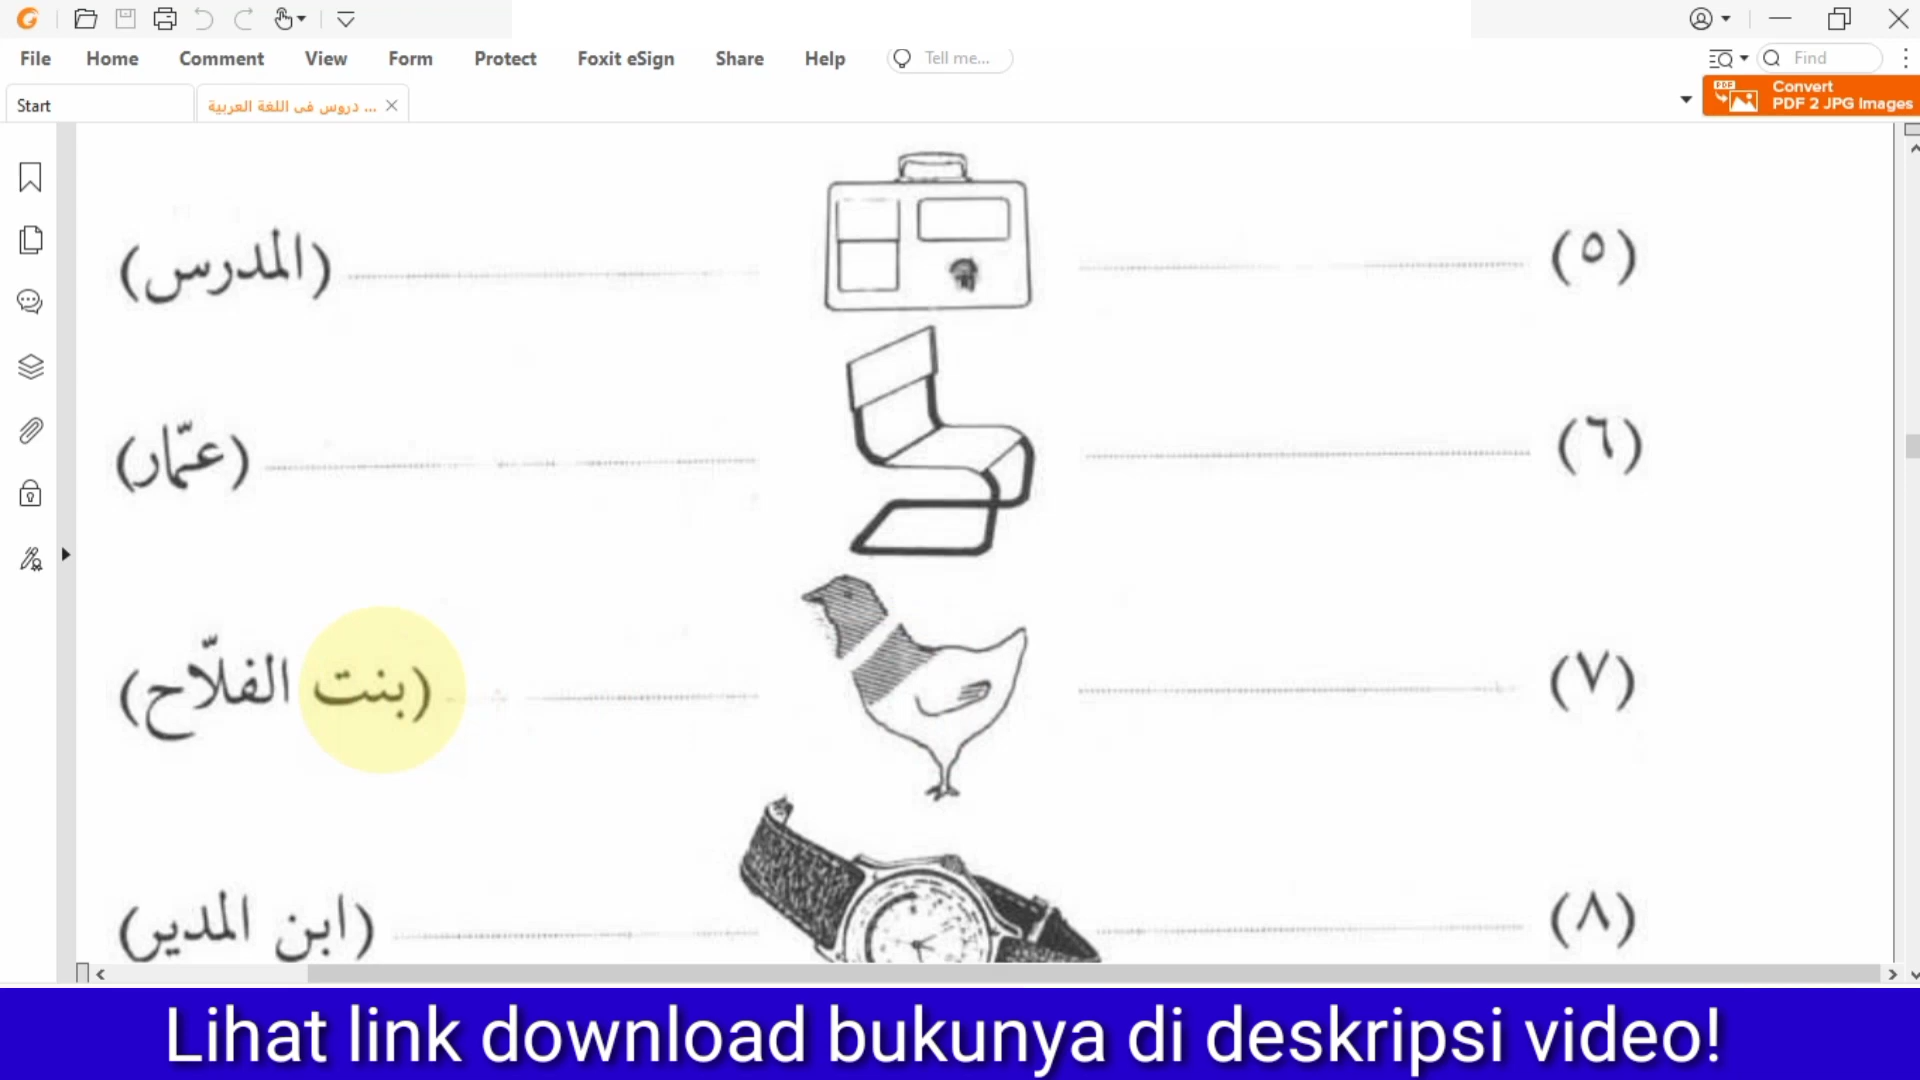 File Home Comment View Form Protect Foxit eSign Share Help Tell me... Find
Start دروس في اللغة العربية ... Convert
PDF 2 JPG Images
PDF
(٥) (المدرس)
(٦) (عمّار)
(٧) (بنت الفلّاح)
(٨) (ابن المدير)
Lihat link download bukunya di deskripsi video!